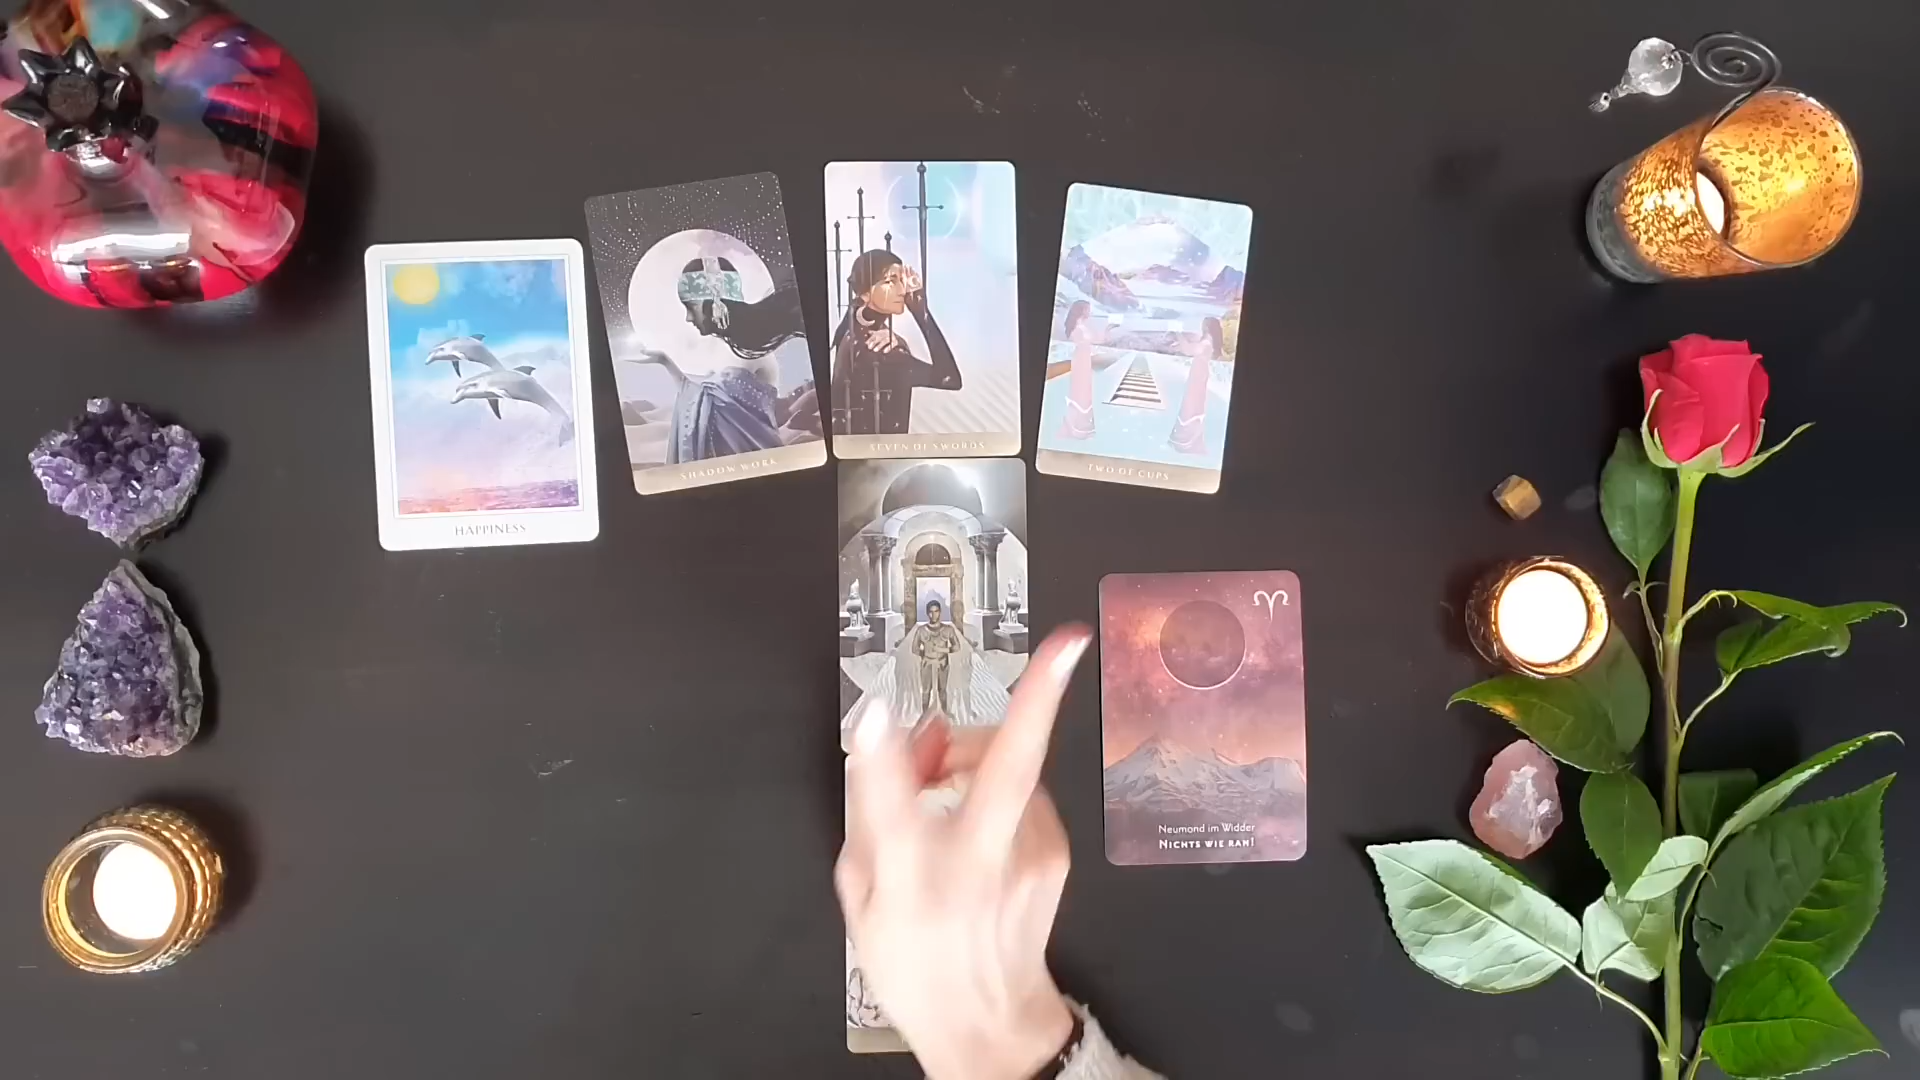 HAPPINESS
SHADOW WORK
SEVEN OF SWORDS
TWO OF CUPS
Neumond im Widder
NICHTS WIE RAN!